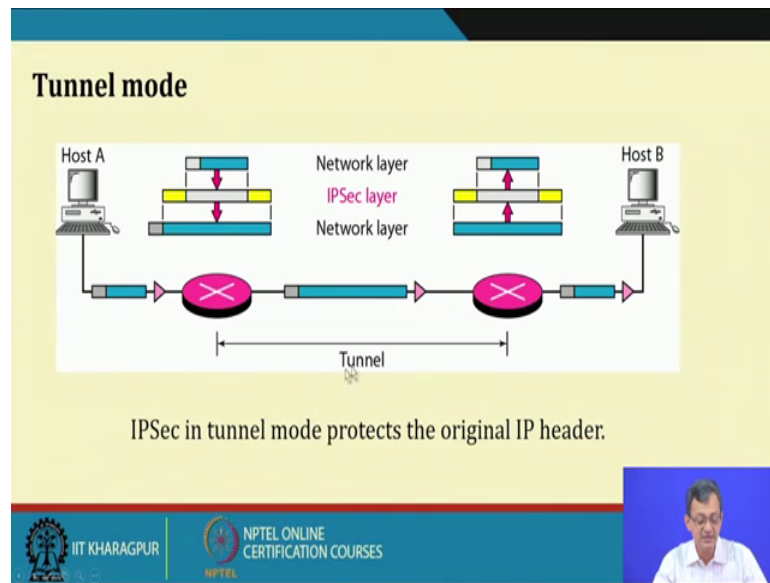 Tunnel mode
Host A
Network layer
Host B
IPSec layer
Network layer
Tunnel
IPSec in tunnel mode protects the original IP header.
IIT KHARAGPUR
NPTEL
NPTEL ONLINE
CERTIFICATION COURSES